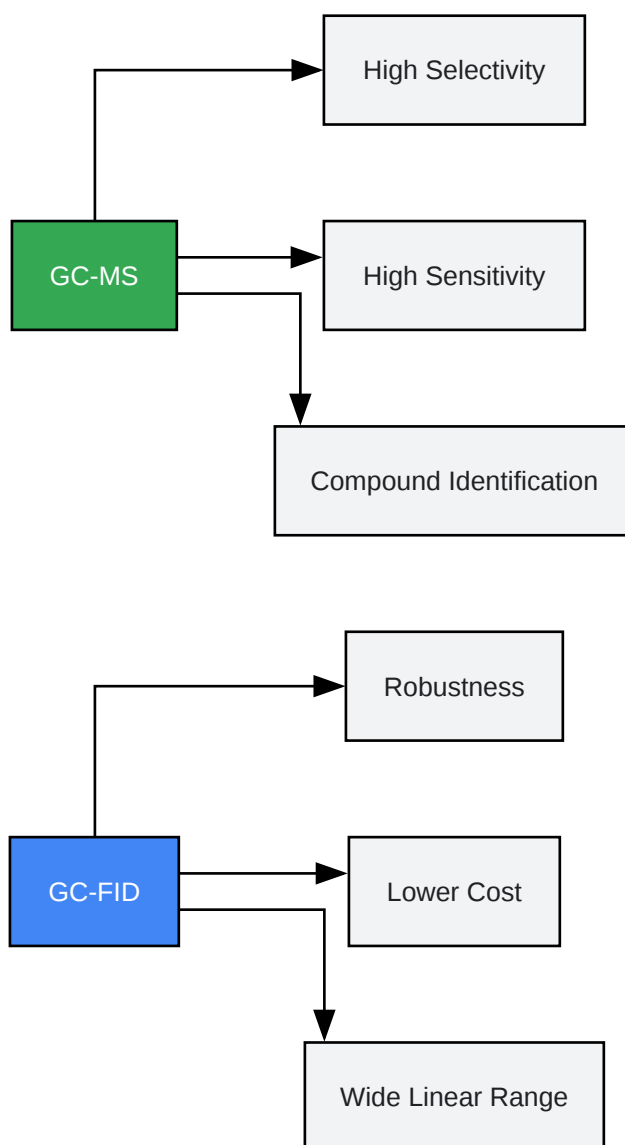 High Selectivity
GC-MS
High Sensitivity
Compound Identification
Robustness
GC-FID
Lower Cost
Wide Linear Range